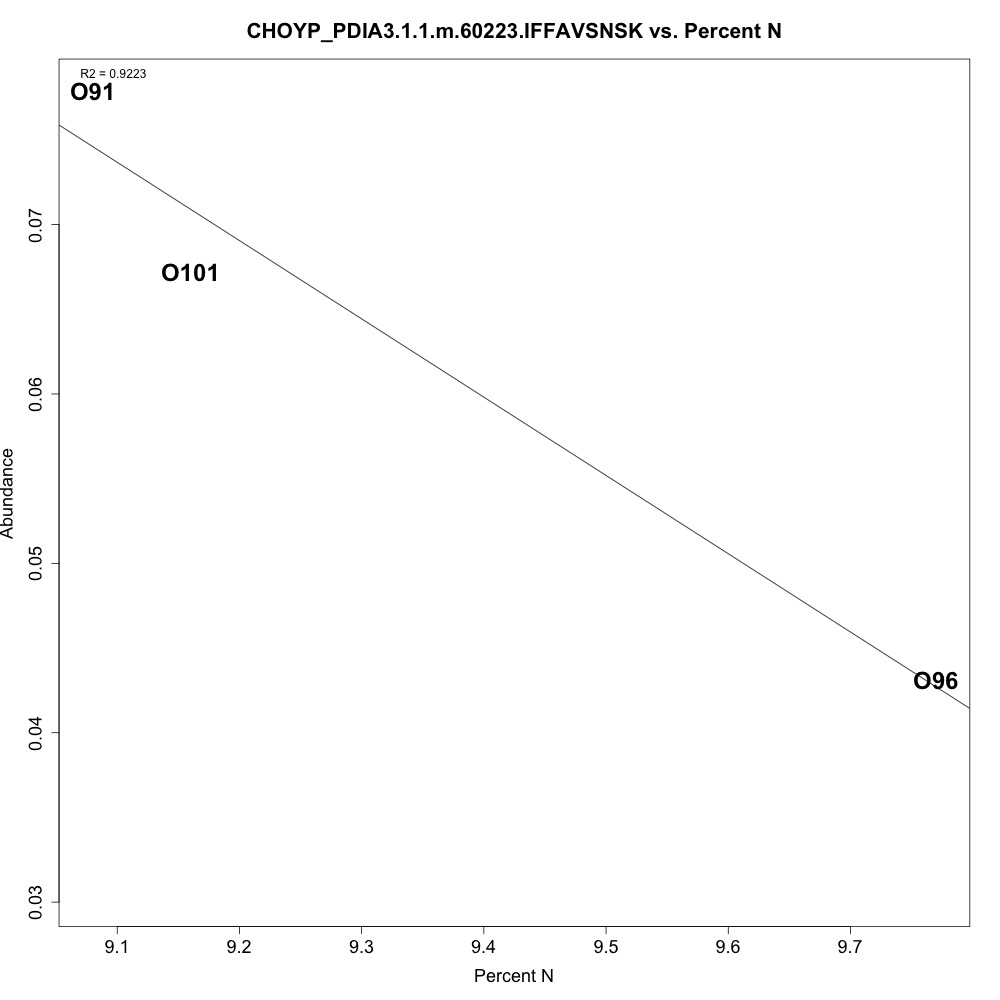 CHOYP_PDIA3.1.1.m.60223.IFFAVSNSK vs. Percent N
R2 = 0.9223
O91
O101
O96
Abundance
0.07
0.06
0.05
0.04
0.03
9.1 9.2 9.3 9.4 9.5 9.6 9.7
Percent N